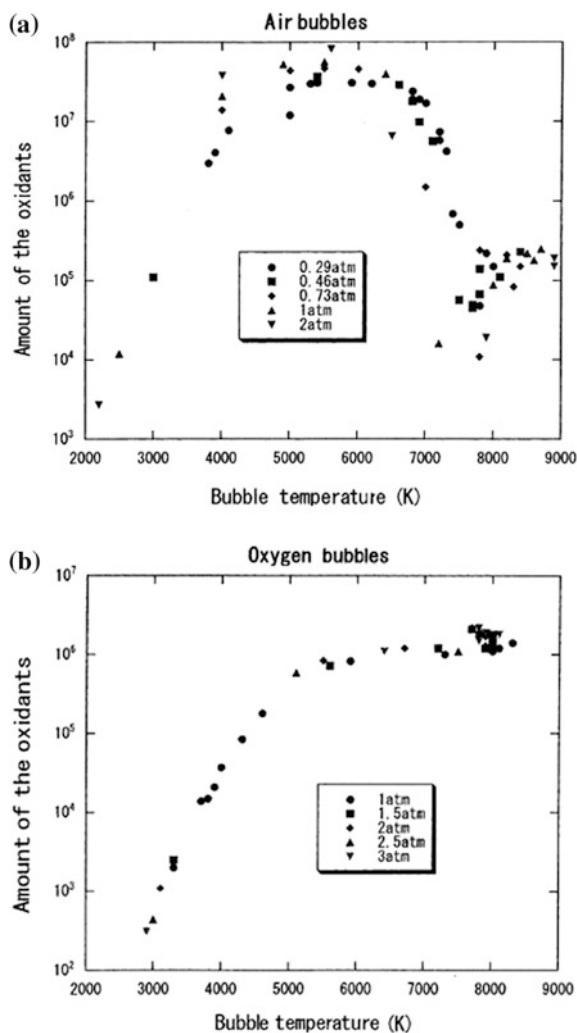 (a)
Air bubbles
Amount of the oxidants
10^8
10^7
10^6
10^5
10^4
10^3
0.29atm
0.46atm
0.73atm
1atm
2atm
2000 3000 4000 5000 6000 7000 8000 9000
Bubble temperature (K)
(b)
Oxygen bubbles
Amount of the oxidants
10^7
10^6
10^5
10^4
10^3
10^2
1atm
1.5atm
2atm
2.5atm
3atm
2000 3000 4000 5000 6000 7000 8000 9000
Bubble temperature (K)